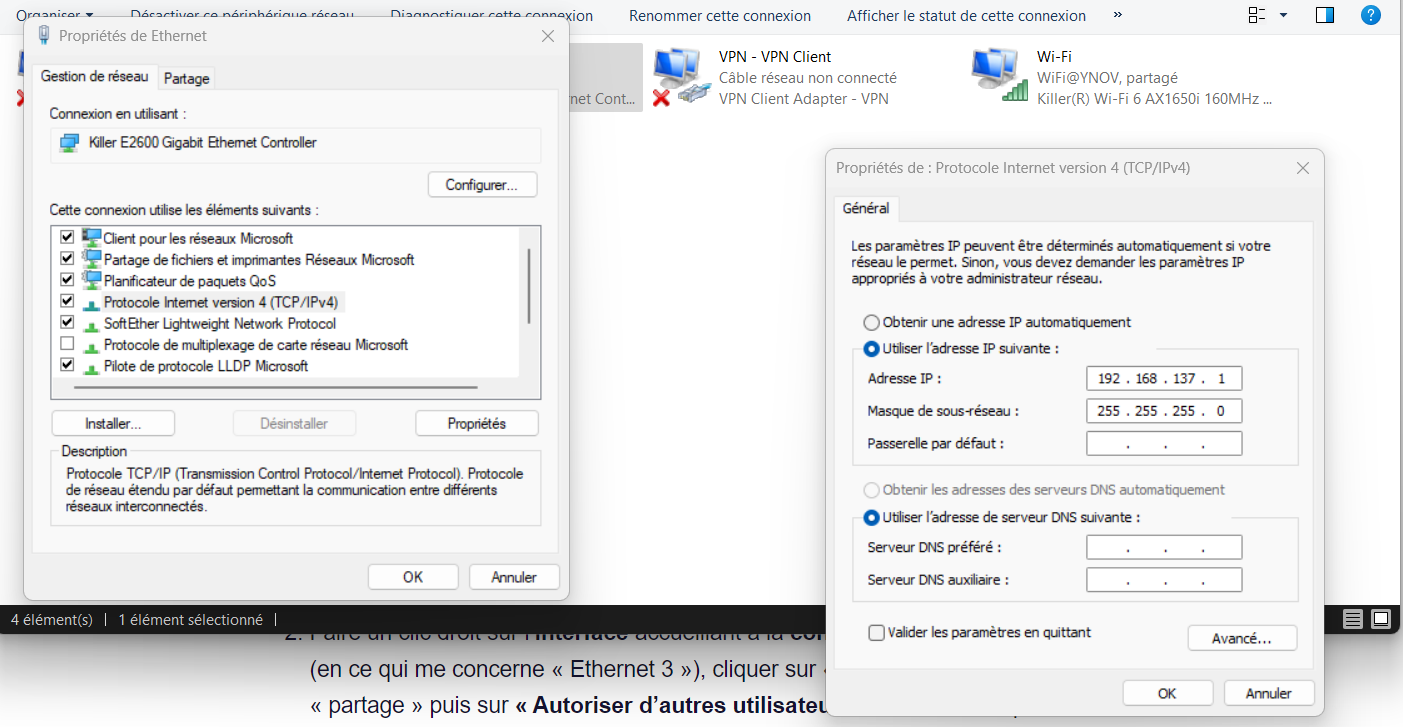 Organiser
Désactiver ce périphérique réseau
Diagnostiquer cette connexion
Renommer cette connexion
Afficher le statut de cette connexion
»
?
Propriétés de Ethernet
Gestion de réseau
Partage
Connexion en utilisant :
Killer E2600 Gigabit Ethernet Controller
Configurer...
Cette connexion utilise les éléments suivants :
Client pour les réseaux Microsoft
Partage de fichiers et imprimantes Réseaux Microsoft
Planificateur de paquets QoS
Protocole Internet version 4 (TCP/IPv4)
SoftEther Lightweight Network Protocol
Protocole de multiplexage de carte réseau Microsoft
Pilote de protocole LLDP Microsoft
Installer...
Désinstaller
Propriétés
Description
Protocole TCP/IP (Transmission Control Protocol/Internet Protocol). Protocole
de réseau étendu par défaut permettant la communication entre différents
réseaux interconnectés.
OK
Annuler
net Cont...
VPN - VPN Client
Câble réseau non connecté
VPN Client Adapter - VPN
Wi-Fi
WiFi@YNOV, partagé
Killer(R) Wi-Fi 6 AX1650i 160MHz ...
Propriétés de : Protocole Internet version 4 (TCP/IPv4)
Général
Les paramètres IP peuvent être déterminés automatiquement si votre
réseau le permet. Sinon, vous devez demander les paramètres IP
appropriés à votre administrateur réseau.
Obtenir une adresse IP automatiquement
Utiliser l'adresse IP suivante :
Adresse IP :
192 . 168 . 137 . 1
Masque de sous-réseau :
255 . 255 . 255 . 0
Passerelle par défaut :
. . .
Obtenir les adresses des serveurs DNS automatiquement
Utiliser l'adresse de serveur DNS suivante :
Serveur DNS préféré :
. . .
Serveur DNS auxiliaire :
. . .
Valider les paramètres en quittant
Avancé...
OK
Annuler
4 élément(s)
1 élément sélectionné
2. Faire un clic droit sur l'interface accueillant à la
(en ce qui me concerne « Ethernet 3 »), cliquer sur
« partage » puis sur « Autoriser d'autres